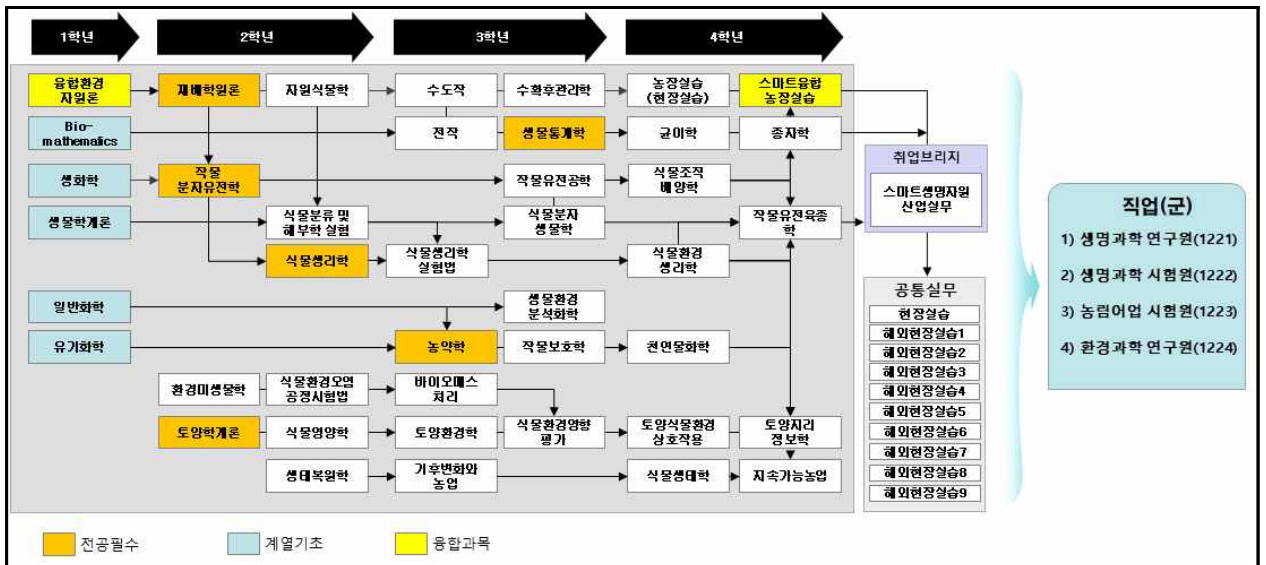 1학년
2학년
3학년
4학년
융합환경
자원론
재배학원론
자원식물학
수도작
수확후관리학
농장실습
(현장실습)
스마트융합
농장실습
Bio-
mathematics
전작
생물통계학
균이학
종자학
생화학
작물
분자유전학
작물유전공학
식물조직
배양학
생물학개론
식물분류 및
해부학 실험
식물분자
생물학
작물유전육종
학
식물생리학
식물생리학
실험법
식물환경
생리학
일반화학
생물환경
분석화학
유기화학
농약학
작물보호학
천연물화학
환경미생물학
식물환경오염
공정시험법
바이오매스
처리
토양학개론
식물영양학
토양환경학
식물환경영향
평가
토양식물환경
상호작용
토양지리
정보학
생태복원학
기후변화와
농업
식물생태학
지속가능농업
취업브리지
스마트생명자원
산업실무
공통실무
현장실습
해외현장실습1
해외현장실습2
해외현장실습3
해외현장실습4
해외현장실습5
해외현장실습6
해외현장실습7
해외현장실습8
해외현장실습9
직업(군)
1) 생명과학 연구원(1221)
2) 생명과학 시험원(1222)
3) 농림어업 시험원(1223)
4) 환경과학 연구원(1224)
전공필수
계열기초
융합과목